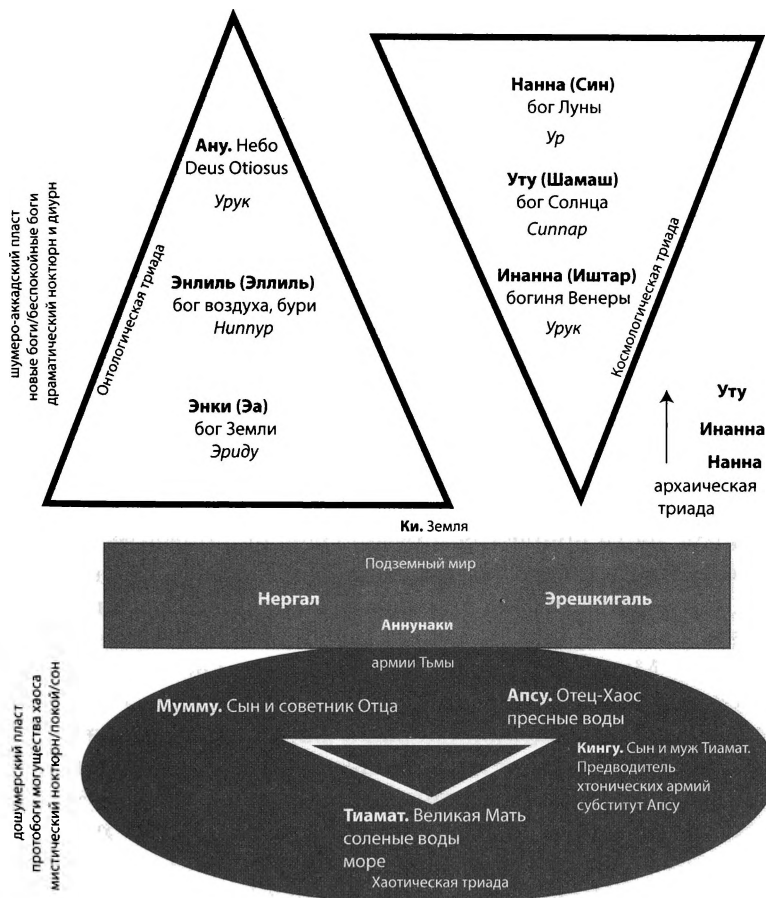 шумеро-аккадский пласт
новые боги/беспокойные боги
драматический ноктюрн и диурн
Онтологическая триада
Ану. Небо
Deus Otiosus
Урук
Энлиль (Эллиль)
бог воздуха, бури
Ниппур
Энки (Эа)
бог Земли
Эриду
Нанна (Син)
бог Луны
Ур
Уту (Шамаш)
бог Солнца
Сиппар
Инанна (Иштар)
богиня Венеры
Урук
Космологическая триада
Уту
Инанна
Нанна
архаическая
триада
Ки. Земля
Подземный мир
Нергал
Эрешкигаль
Аннунаки
дошумерский пласт
протобоги могущества хаоса
мистический ноктюрн/покой/сон
армии Тьмы
Мумму. Сын и советник Отца
Апсу. Отец-Хаос
пресные воды
Кингу. Сын и муж Тиамат.
Предводитель
хтонических армий
субститут Апсу
Тиамат. Великая Мать
соленые воды
море
Хаотическая триада